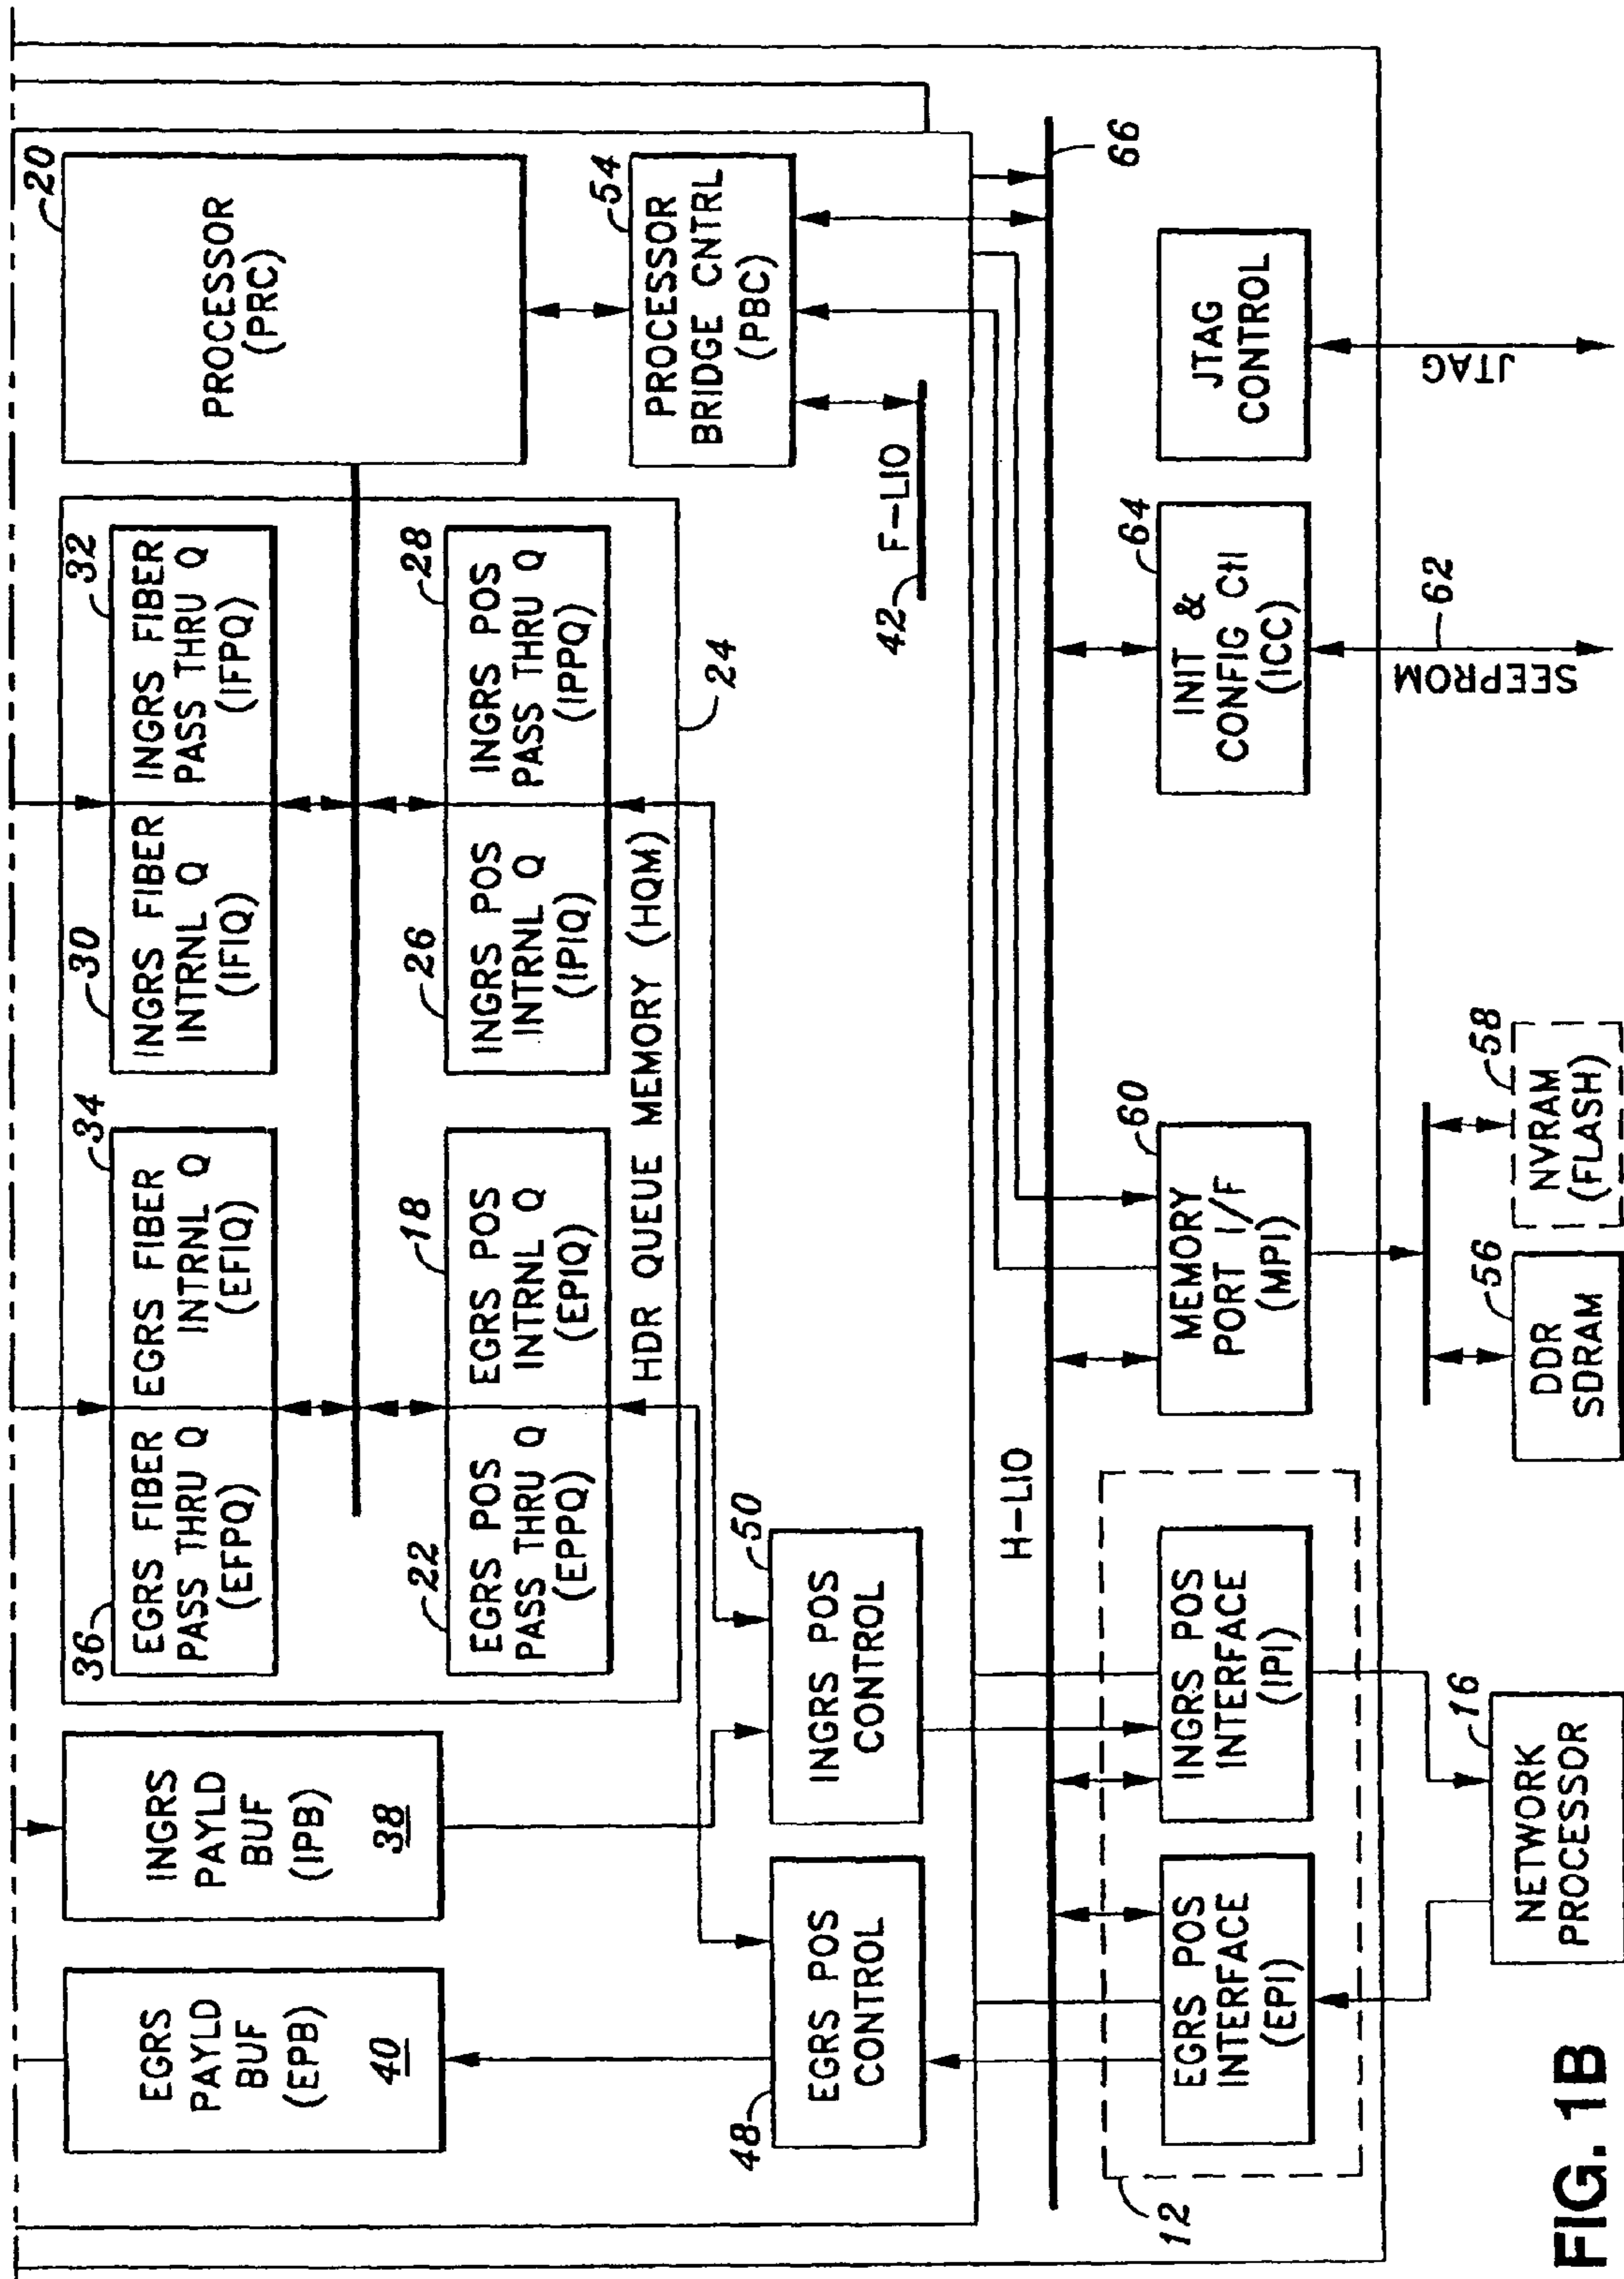 EGRS
PAYLD
BUF
(EPB)
40
INGRS
PAYLD
BUF
(IPB)
38
36
EGRS FIBER
PASS THRU Q
(EFPQ)
34
EGRS FIBER
INTRNL Q
(EFIQ)
30
INGRS FIBER
INTRNL Q
(IFIQ)
32
INGRS FIBER
PASS THRU Q
(IFPQ)
20
PROCESSOR
(PRC)
22
EGRS POS
PASS THRU Q
(EPPQ)
18
EGRS POS
INTRNL Q
(EPIQ)
26
INGRS POS
INTRNL Q
(IPIQ)
28
INGRS POS
PASS THRU Q
(IPPQ)
HDR QUEUE MEMORY (HQM)
24
54
PROCESSOR
BRIDGE CNTRL
(PBC)
48
EGRS POS
CONTROL
50
INGRS POS
CONTROL
F-LIO
42
H-LIO
66
12
EGRS POS
INTERFACE
(EPI)
INGRS POS
INTERFACE
(IPI)
60
MEMORY
PORT I/F
(MPI)
64
INIT &
CONFIG Ctl
(ICC)
JTAG
CONTROL
16
NETWORK
PROCESSOR
56
DDR
SDRAM
58
NVRAM
(FLASH)
62
SEEPROM
JTAG
FIG. 1B